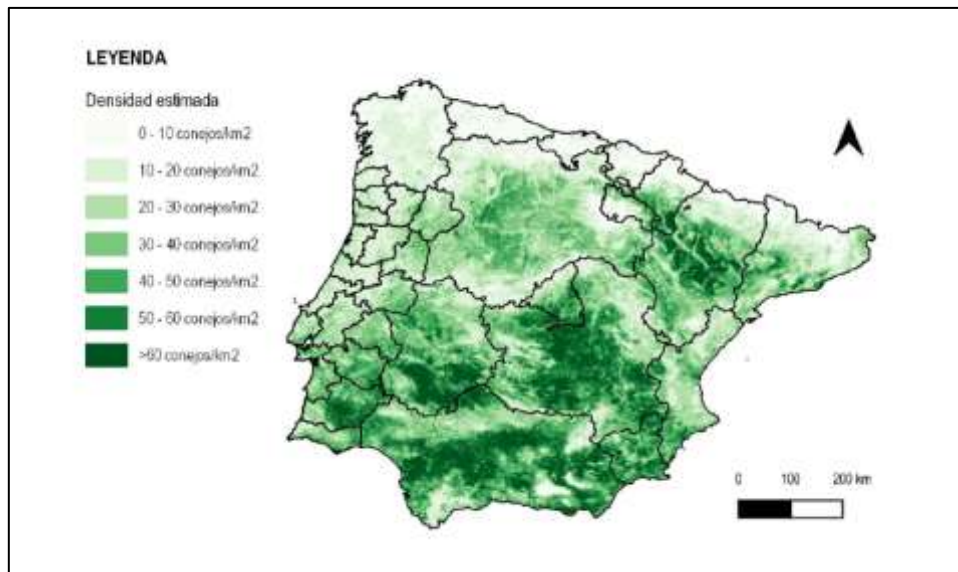 LEYENDA
Densidad estimada
0 - 10 conejos/km2
10 - 20 conejos/km2
20 - 30 conejos/km2
30 - 40 conejos/km2
40 - 50 conejos/km2
50 - 60 conejos/km2
>60 conejos/km2
0 100 200 km